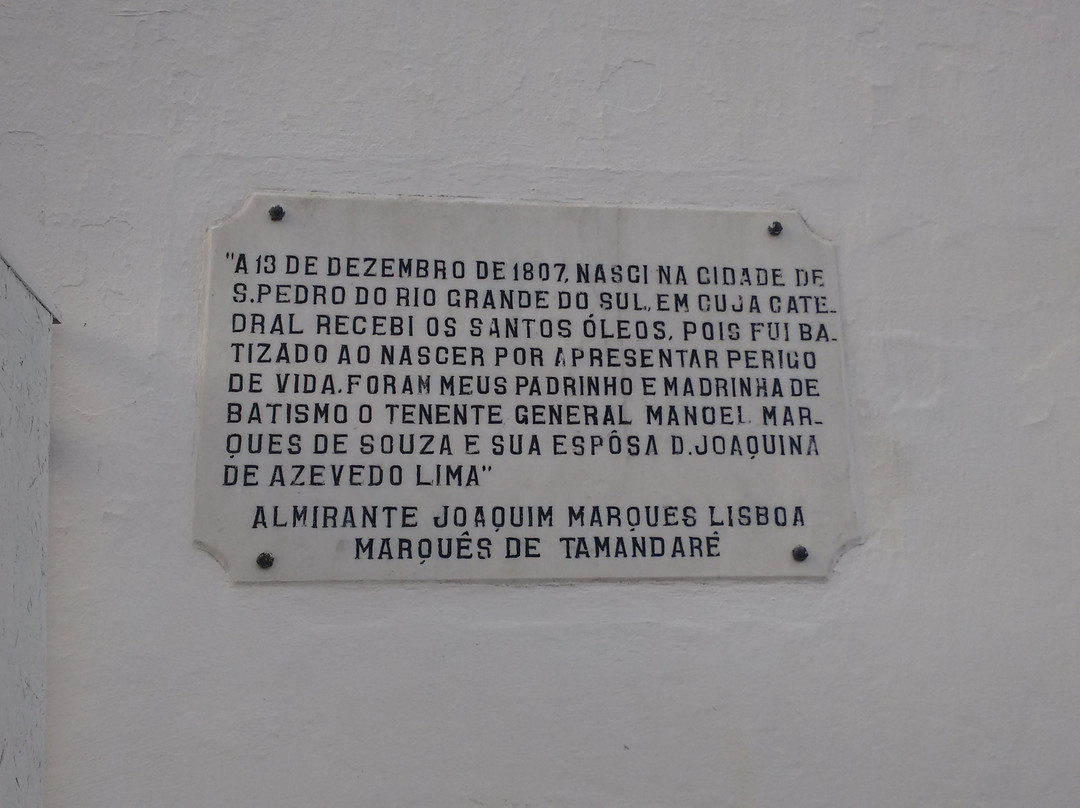 "A 13 DE DEZEMBRO DE 1807, NASCI NA CIDADE DE
S. PEDRO DO RIO GRANDE DO SUL, EM CUJA CATE-
DRAL RECEBI OS SANTOS ÓLEOS, POIS FUI BA-
TIZADO AO NASCER POR APRESENTAR PERIGO
DE VIDA. FORAM MEUS PADRINHO E MADRINHA DE
BATISMO O TENENTE GENERAL MANOEL MAR-
QUES DE SOUZA E SUA ESPÔSA D. JOAQUINA
DE AZEVEDO LIMA"
ALMIRANTE JOAQUIM MARQUES LISBOA
MARQUÊS DE TAMANDARÊ